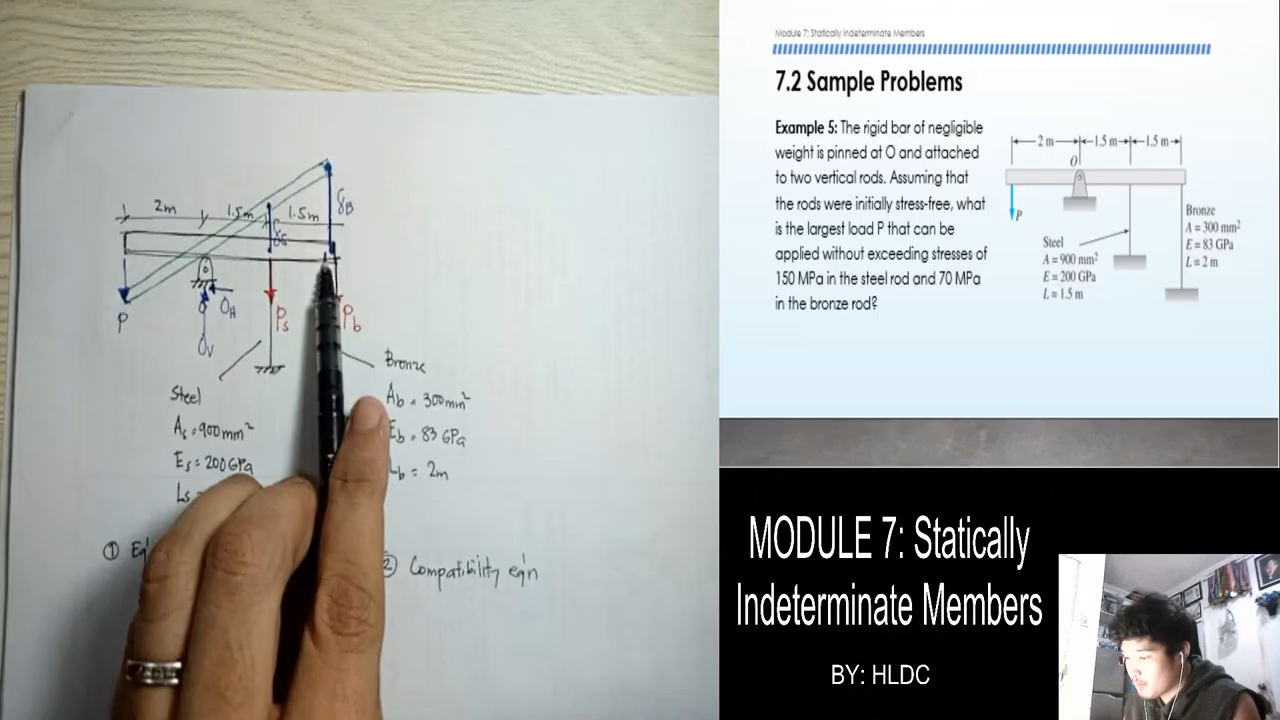 2m
1.5m
1.5m
δB
δs
P
OH
OV
Ps
Pb
Steel
As = 900mm²
Es = 200GPa
Ls =
Bronze
Ab = 300mm²
Eb = 83 GPa
Lb = 2m
① Eq'
② Compatibility eq'n
Module 7: Statically Indeterminate Members
7.2 Sample Problems
Example 5: The rigid bar of negligible
weight is pinned at O and attached
to two vertical rods. Assuming that
the rods were initially stress-free, what
is the largest load P that can be
applied without exceeding stresses of
150 MPa in the steel rod and 70 MPa
in the bronze rod?
2 m
1.5 m
1.5 m
O
P
Bronze
A = 300 mm²
E = 83 GPa
L = 2 m
Steel
A = 900 mm²
E = 200 GPa
L = 1.5 m
MODULE 7: Statically
Indeterminate Members
BY: HLDC